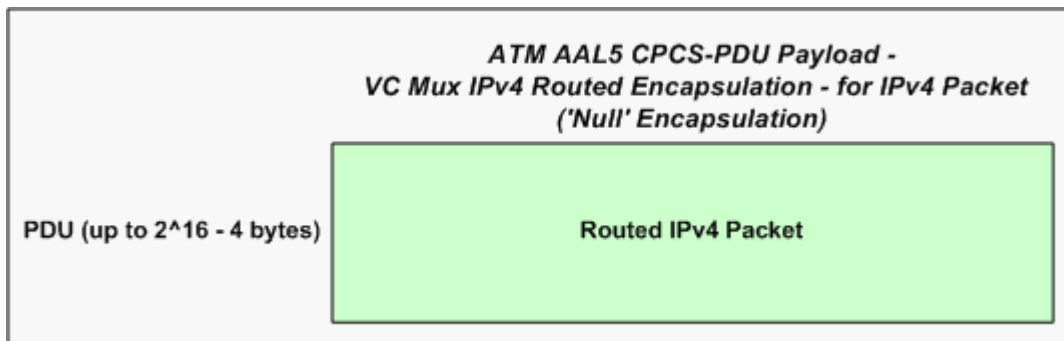 ATM AAL5 CPCS-PDU Payload -
VC Mux IPv4 Routed Encapsulation - for IPv4 Packet
('Null' Encapsulation)
PDU (up to 2^16 - 4 bytes)
Routed IPv4 Packet